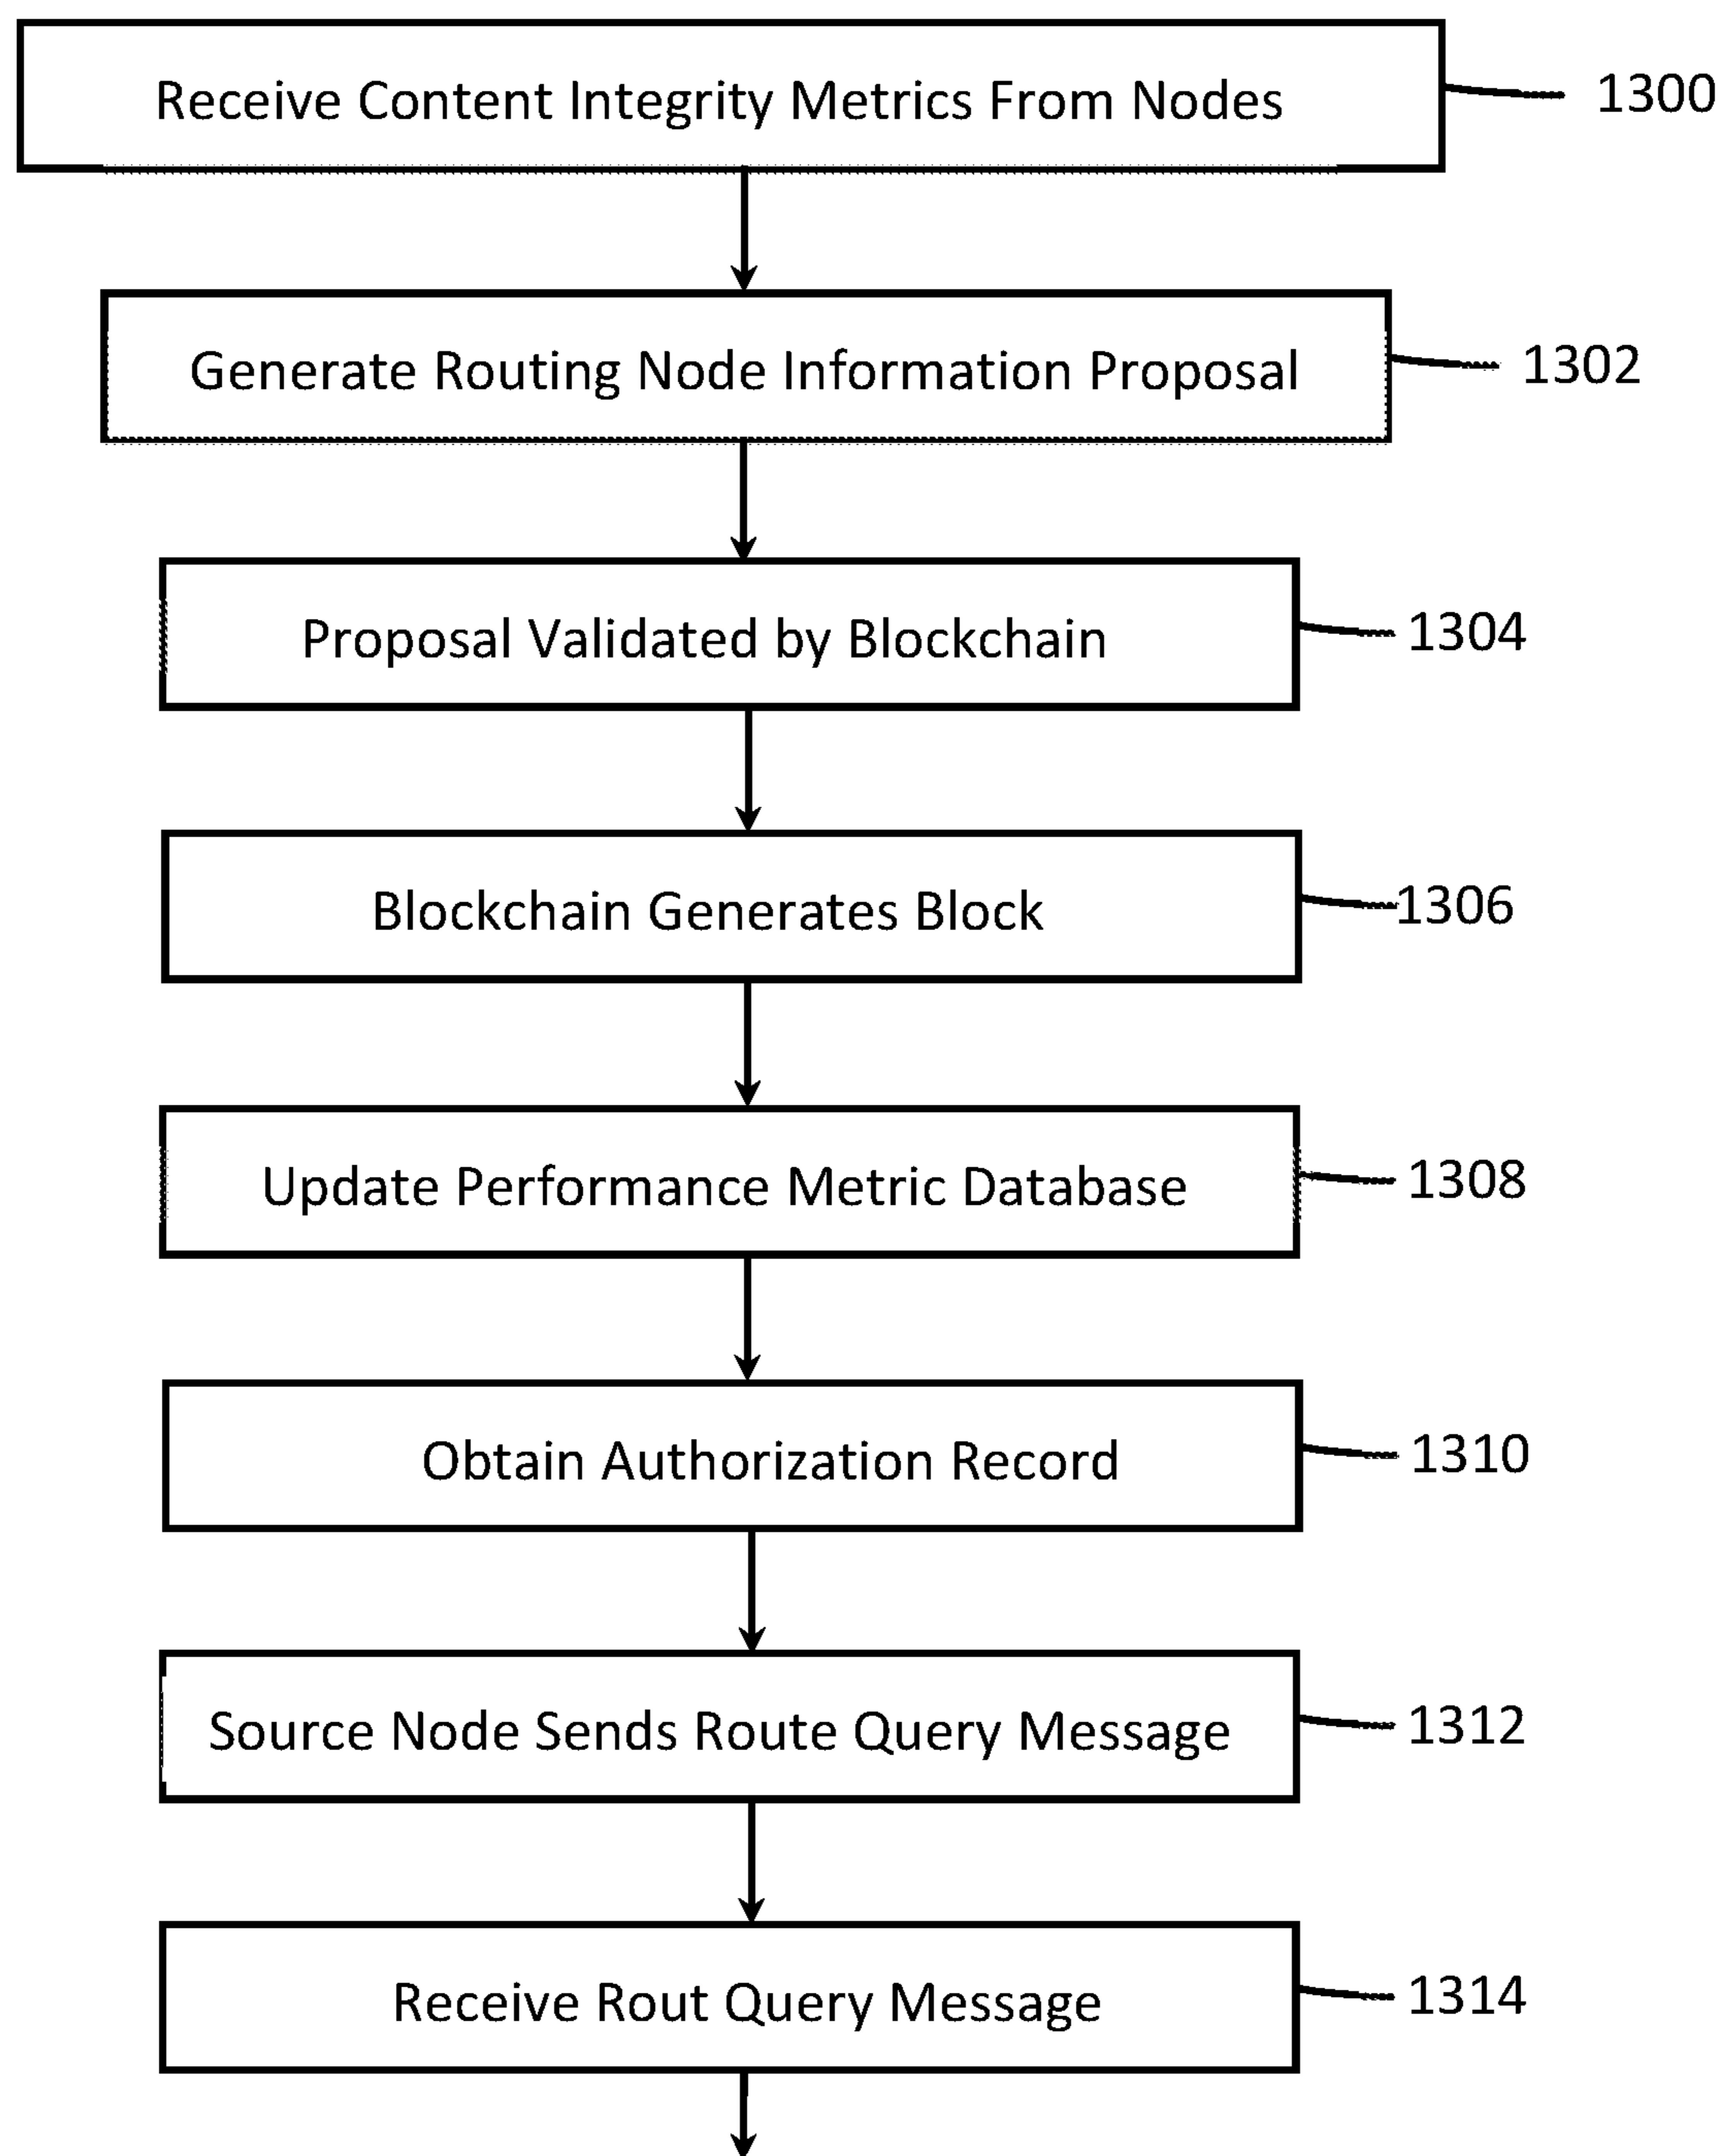 Receive Content Integrity Metrics From Nodes 1300
Generate Routing Node Information Proposal 1302
Proposal Validated by Blockchain 1304
Blockchain Generates Block 1306
Update Performance Metric Database 1308
Obtain Authorization Record 1310
Source Node Sends Route Query Message 1312
Receive Rout Query Message 1314